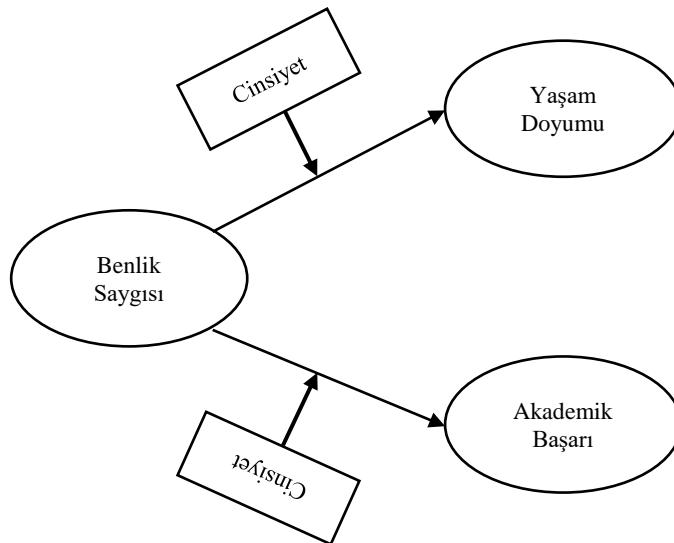 Cinsiyet
Yaşam
Doyumu
Benlik
Saygısı
Akademik
Başarı
Cinsiyet